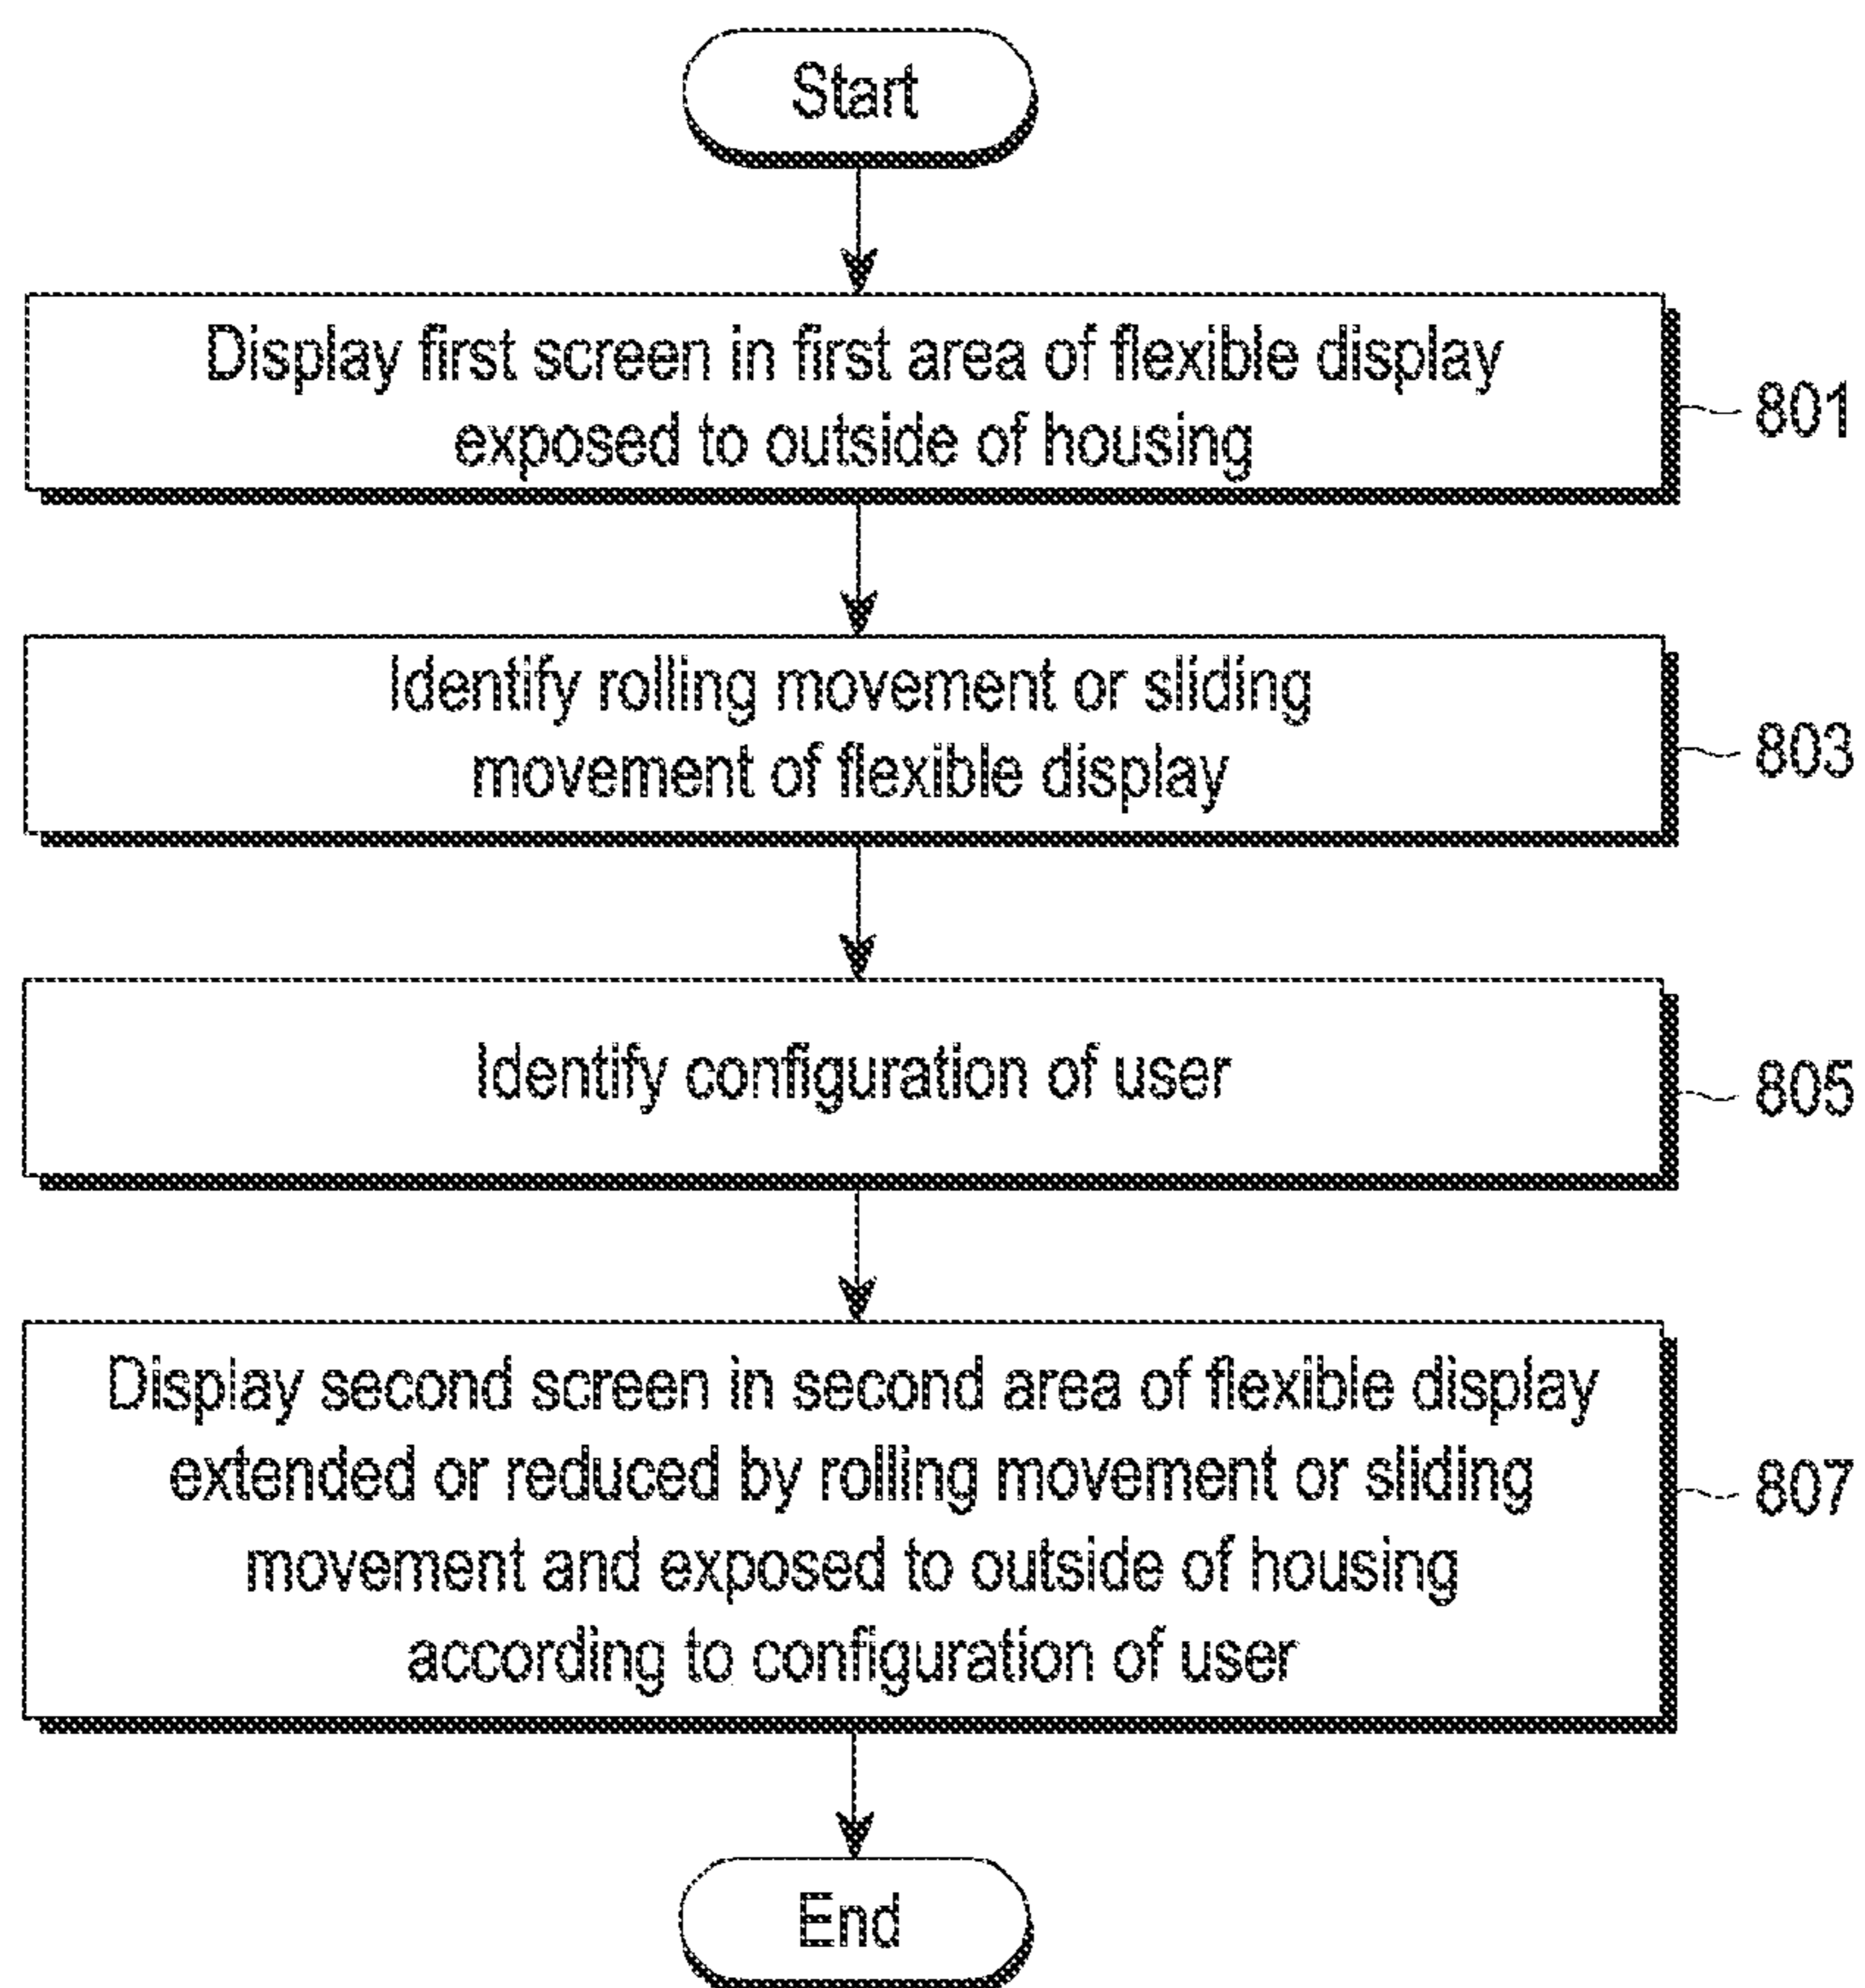 Start
Display first screen in first area of flexible display
exposed to outside of housing
801
Identify rolling movement or sliding
movement of flexible display
803
Identify configuration of user
805
Display second screen in second area of flexible display
extended or reduced by rolling movement or sliding
movement and exposed to outside of housing
according to configuration of user
807
End